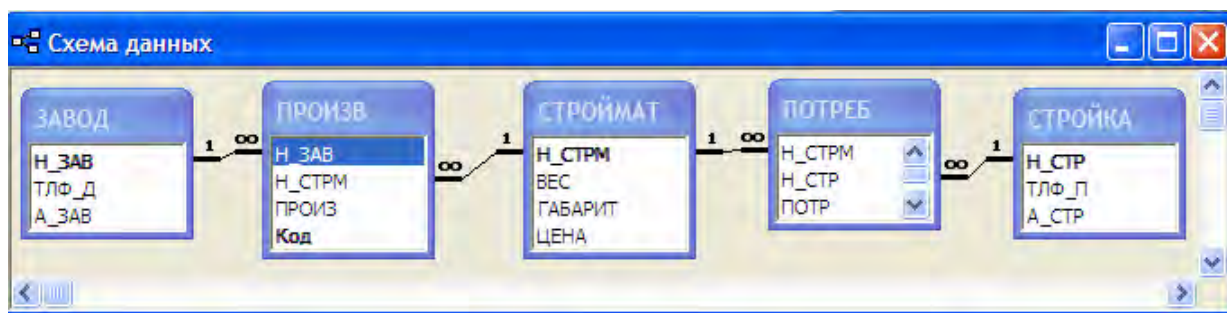 Схема данных
ЗАВОД
Н_ЗАВ
ТЛФ_Д
А_ЗАВ
1 ∞
ПРОИЗВ
Н_ЗАВ
Н_СТРМ
ПРОИЗ
Код
∞ 1
СТРОЙМАТ
Н_СТРМ
ВЕС
ГАБАРИТ
ЦЕНА
1 ∞
ПОТРЕБ
Н_СТРМ
Н_СТР
ПОТР
∞ 1
СТРОЙКА
Н_СТР
ТЛФ_П
А_СТР